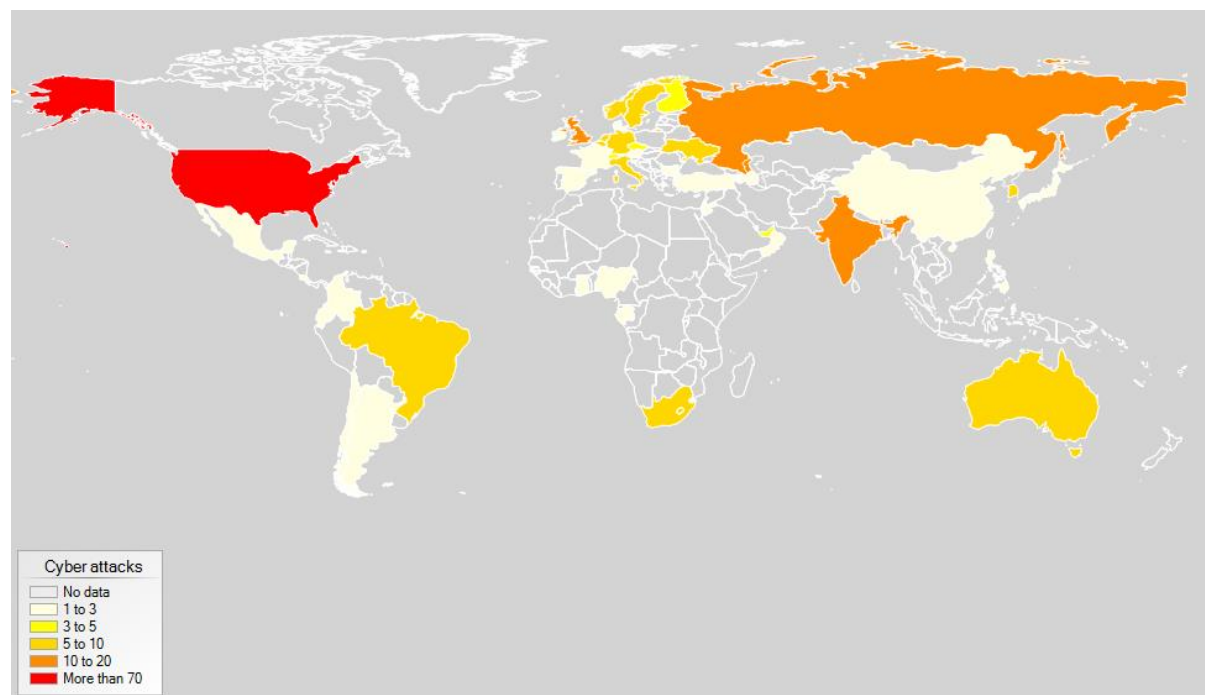 Cyber attacks
No data
1 to 3
3 to 5
5 to 10
10 to 20
More than 70